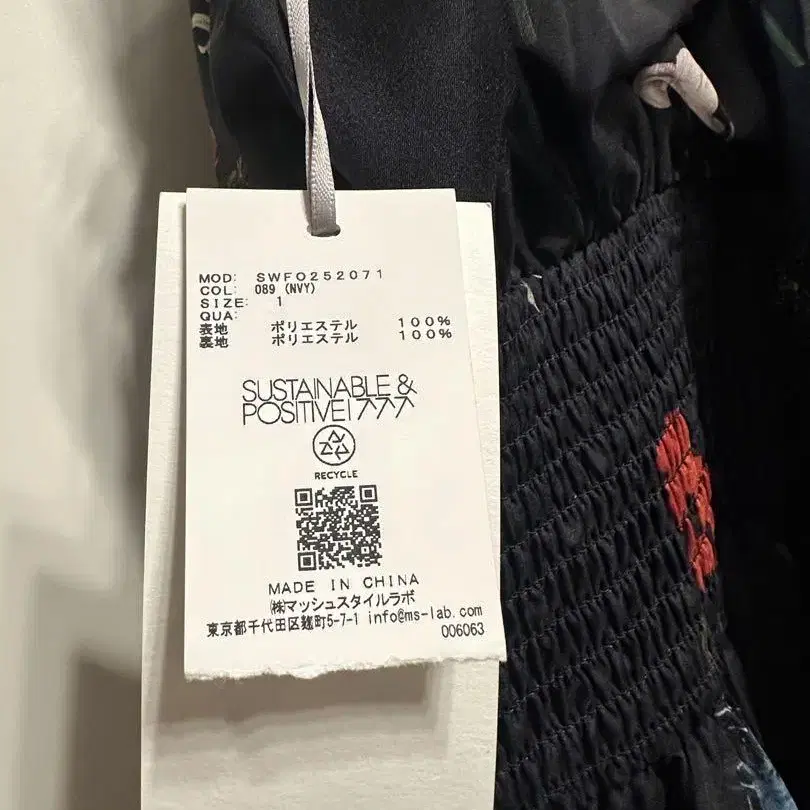 MOD: SWFO252071
COL: 089 (NVY)
SIZE: 1
QUA:
表地 ポリエステル 100%
裏地 ポリエステル 100%
SUSTAINABLE &
POSITIVE!
RECYCLE
MADE IN CHINA
㈱マッシュスタイルラボ
東京都千代田区麹町5-7-1 info@ms-lab.com
006063